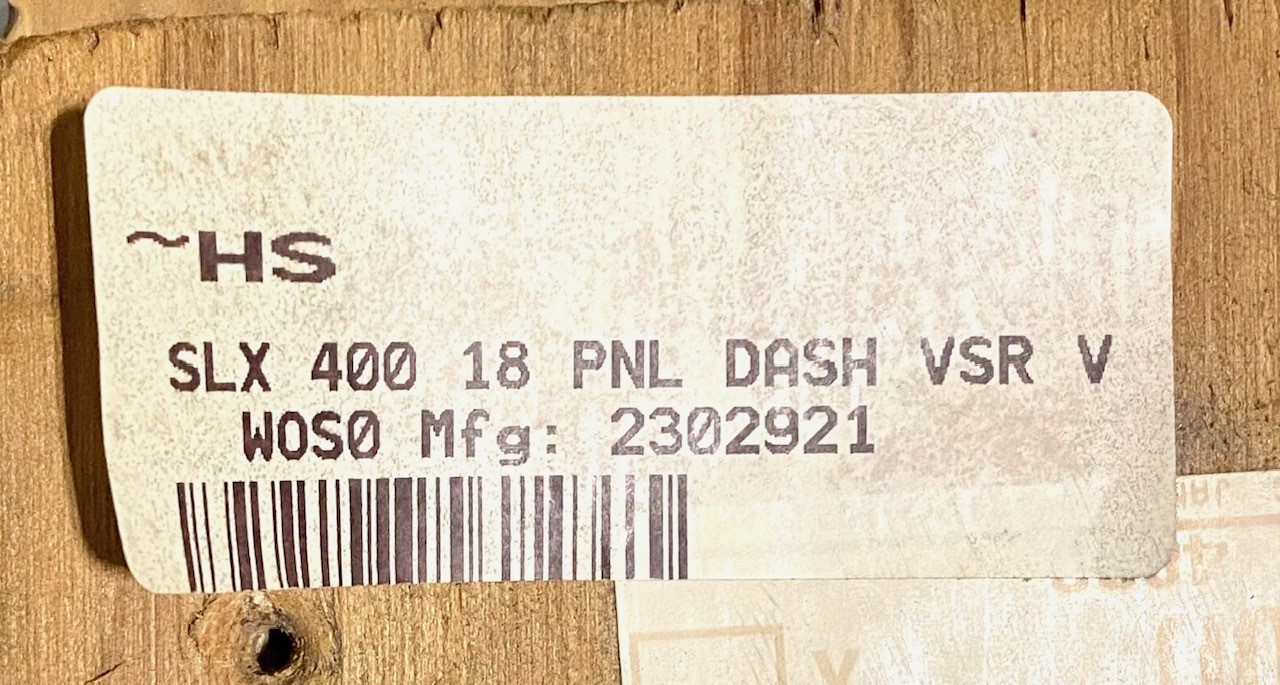 ~HS
SLX 400 18 PNL DASH VSR V
WOS0 Mfg: 2302921